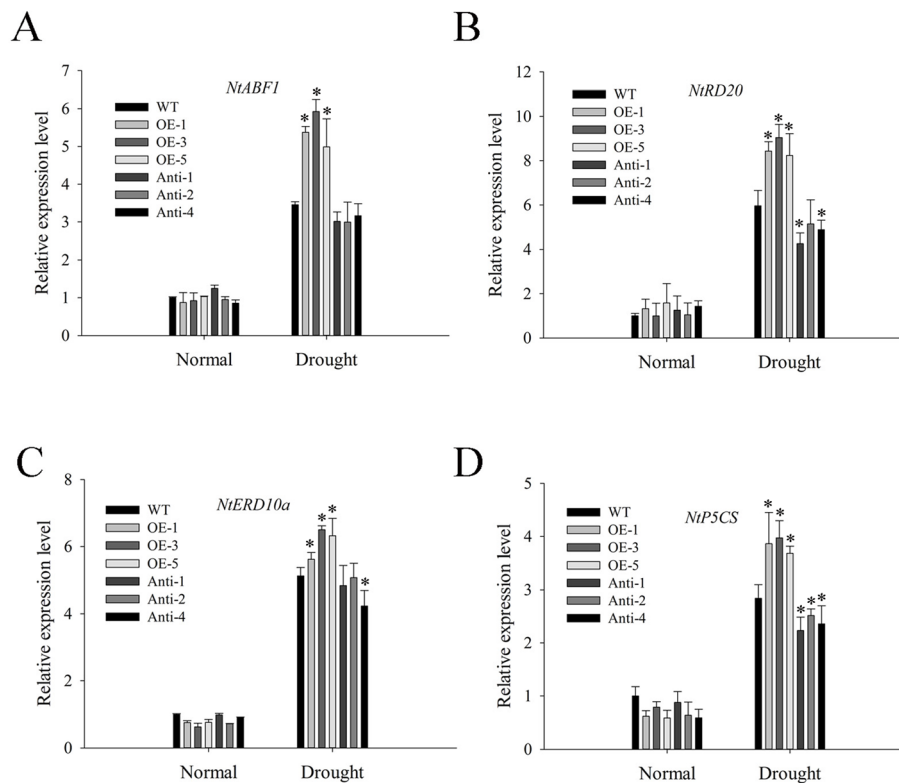 A
NtABF1
Relative expression level
7
6
5
4
3
2
1
0
WT
OE-1
OE-3
OE-5
Anti-1
Anti-2
Anti-4
*
*
*
Normal
Drought
B
NtRD20
Relative expression level
12
10
8
6
4
2
0
WT
OE-1
OE-3
OE-5
Anti-1
Anti-2
Anti-4
*
*
*
*
*
Normal
Drought
C
NtERD10a
Relative expression level
8
6
4
2
0
WT
OE-1
OE-3
OE-5
Anti-1
Anti-2
Anti-4
*
*
*
*
Normal
Drought
D
NtP5CS
Relative expression level
5
4
3
2
1
0
WT
OE-1
OE-3
OE-5
Anti-1
Anti-2
Anti-4
*
*
*
*
*
*
Normal
Drought